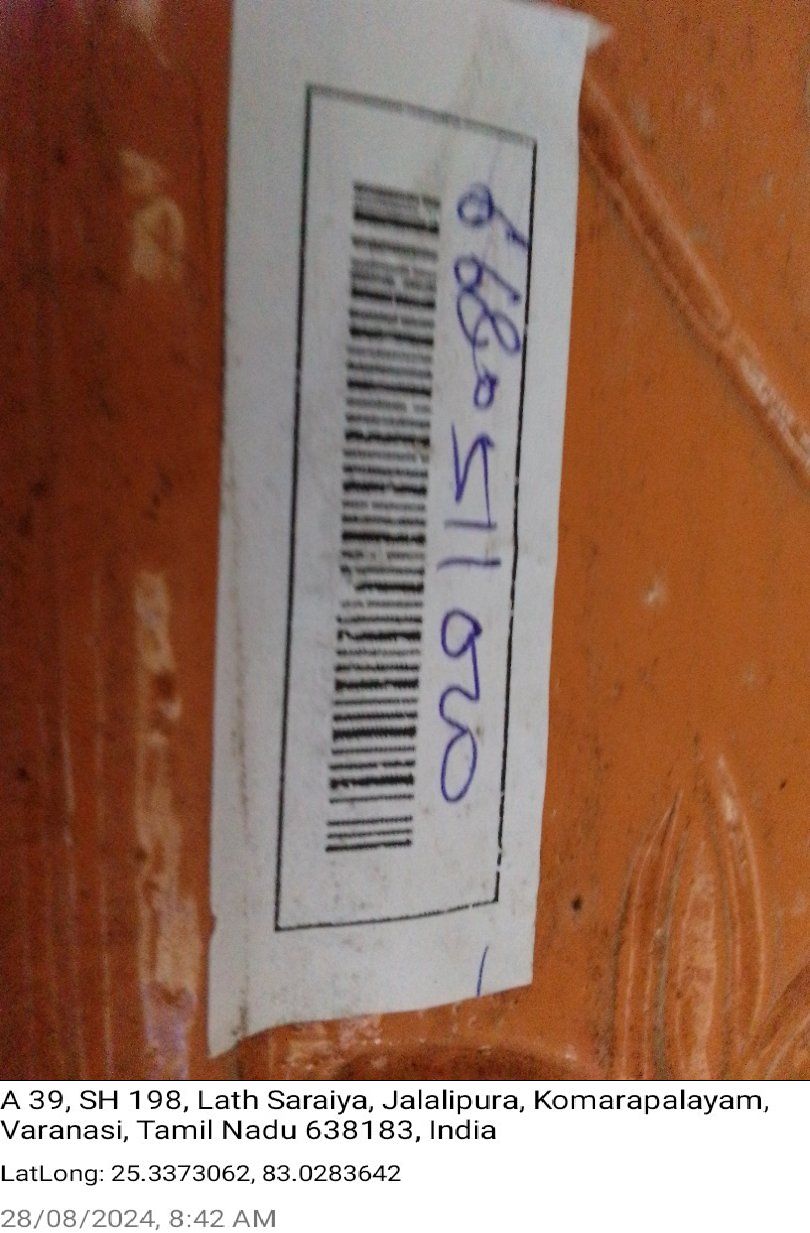 0201150899
A 39, SH 198, Lath Saraiya, Jalalipura, Komarapalayam,
Varanasi, Tamil Nadu 638183, India
LatLong: 25.3373062, 83.0283642
28/08/2024, 8:42 AM